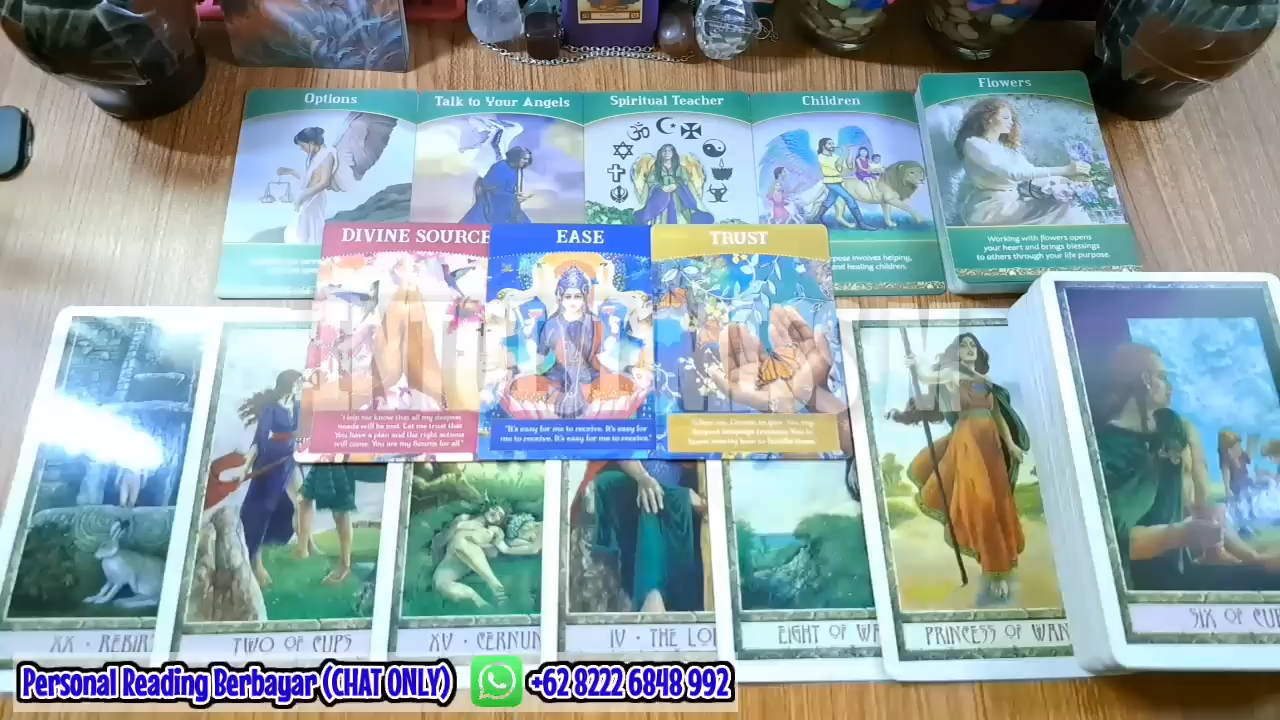 Options
Talk to Your Angels
Spiritual Teacher
Children
Flowers
Working with flowers opens
your heart and brings blessings
to others through your life purpose.
pose involves helping,
and healing children.
DIVINE SOURCE
EASE
TRUST
"Help me know that all my deepest
needs will be met. Let me trust that
You have a plan and the right actions
will come. You are my Source for all."
"It's easy for me to receive. It's easy for
me to receive. It's easy for me to receive."
XX · REBIR
TWO OF CUPS
XV · CERNUN
IV · THE LO
EIGHT OF WA
PRINCESS OF WAN
SIX OF CUP
Personal Reading Berbayar (CHAT ONLY)
+62 8222 6848 992